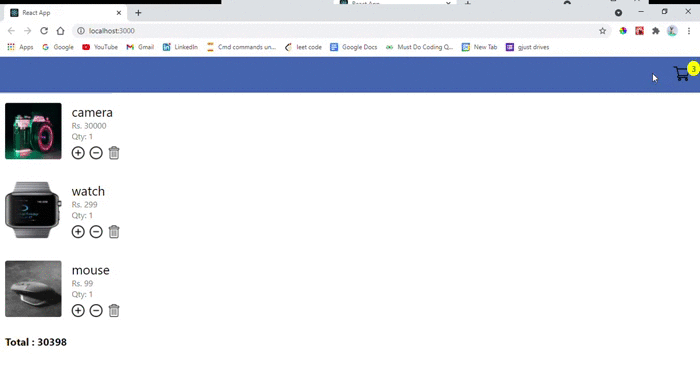 React App
React App
localhost:3000
Apps
Google
YouTube
Gmail
LinkedIn
Cmd commands un...
leet code
Google Docs
Must Do Coding Q...
New Tab
gjust drives
3
camera
Rs. 30000
Qty: 1
watch
Rs. 299
Qty: 1
mouse
Rs. 99
Qty: 1
Total : 30398